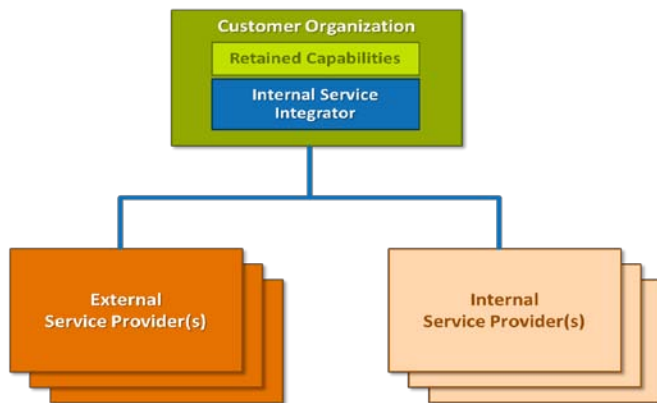 Customer Organization
Retained Capabilities
Internal Service
Integrator
External
Service Provider(s)
Internal
Service Provider(s)